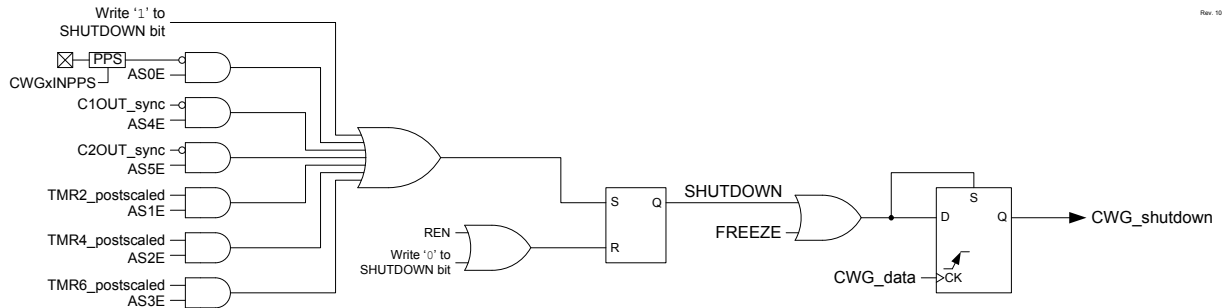 Write ‘1’ to
SHUTDOWN bit
Rev. 10
PPS
AS0E
CWGxINPPS
C1OUT_sync
AS4E
C2OUT_sync
AS5E
TMR2_postscaled
AS1E
TMR4_postscaled
AS2E
TMR6_postscaled
AS3E
REN
Write ‘0’ to
SHUTDOWN bit
S
Q
R
SHUTDOWN
FREEZE
S
D
Q
CWG_data
CK
CWG_shutdown